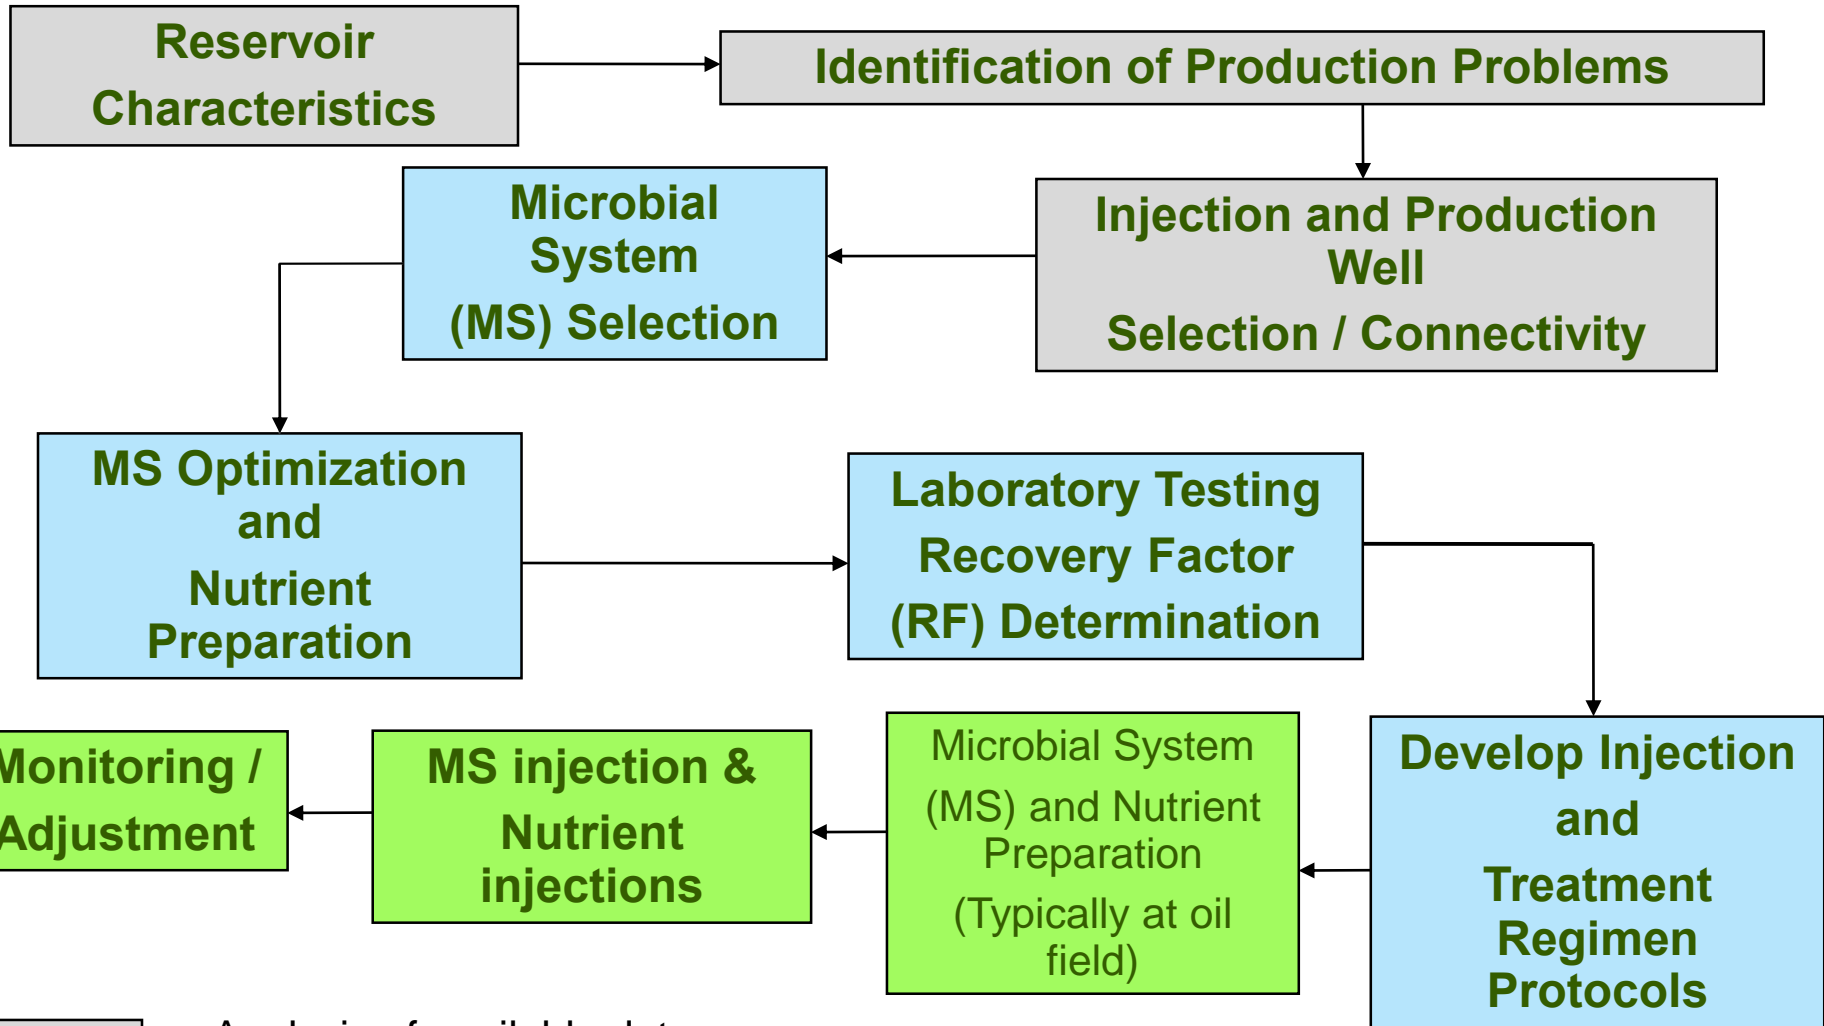 Reservoir
Characteristics
Identification of Production Problems
Microbial
System
(MS) Selection
Injection and Production
Well
Selection / Connectivity
MS Optimization
and
Nutrient
Preparation
Laboratory Testing
Recovery Factor
(RF) Determination
Monitoring /
Adjustment
MS injection &
Nutrient
injections
Microbial System
(MS) and Nutrient
Preparation
(Typically at oil
field)
Develop Injection
and
Treatment
Regimen
Protocols